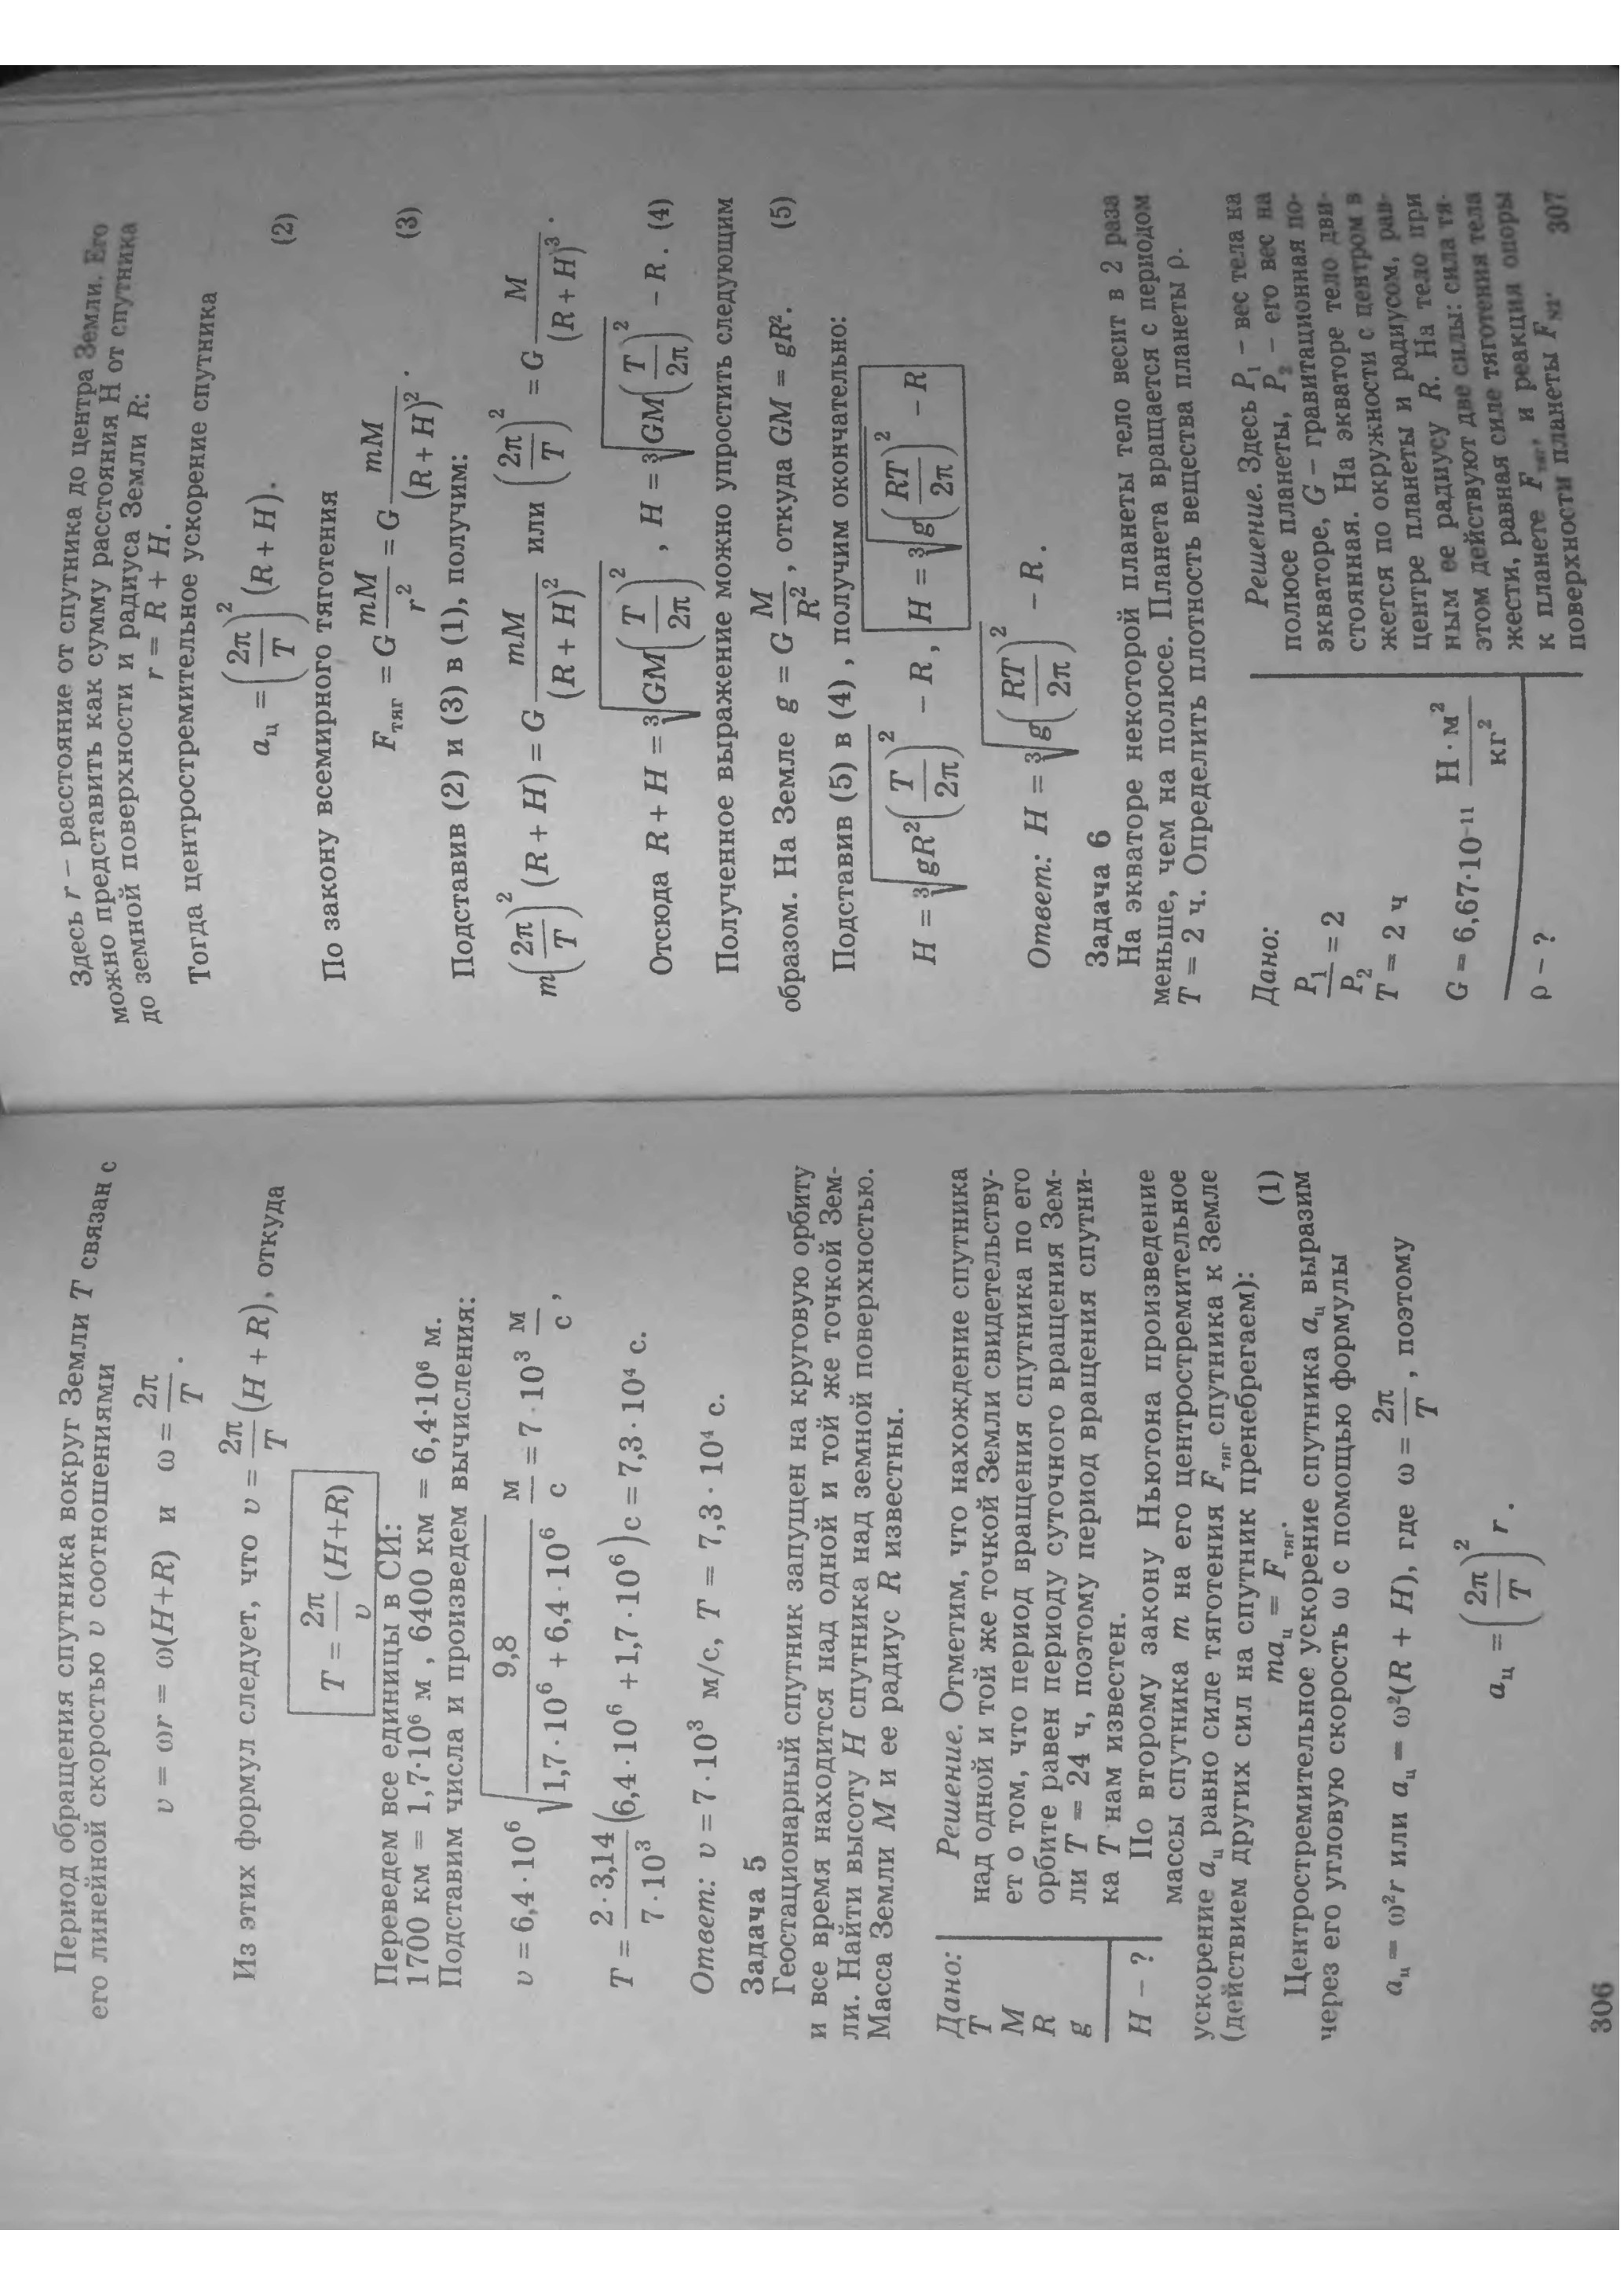 Период обращения спутника вокруг Земли T связан с
его линейной скоростью υ соотношениями
υ = ωr = ω(H+R) и ω = 2π/T.
Из этих формул следует, что υ = 2π/T (H + R), откуда
T = 2π/υ (H+R)
Переведем все единицы в СИ:
1700 км = 1,7·10⁶ м , 6400 км = 6,4·10⁶ м.
Подставим числа и произведем вычисления:
υ = 6,4 · 10⁶ √(9,8/(1,7·10⁶ + 6,4·10⁶)) м/с = 7 · 10³ м/с ,
T = (2·3,14)/(7·10³) (6,4·10⁶ +1,7·10⁶)с = 7,3 · 10⁴ с.
Ответ: υ = 7·10³ м/с, T = 7,3 · 10⁴ с.
Задача 5
Геостационарный спутник запущен на круговую орбиту
и все время находится над одной и той же точкой Зем-
ли. Найти высоту H спутника над земной поверхностью.
Масса Земли M и ее радиус R известны.
Дано:
T
M
R
g
H – ?
Решение. Отметим, что нахождение спутника
над одной и той же точкой Земли свидетельству-
ет о том, что период вращения спутника по его
орбите равен периоду суточного вращения Зем-
ли T = 24 ч, поэтому период вращения спутни-
ка T нам известен.
По второму закону Ньютона произведение
массы спутника m на его центростремительное
ускорение aц равно силе тяготения Fтяг спутника к Земле
(действием других сил на спутник пренебрегаем):
maц = Fтяг. (1)
Центростремительное ускорение спутника aц выразим
через его угловую скорость ω с помощью формулы
aц = ω²r или aц = ω²(R + H), где ω = 2π/T , поэтому
aц = (2π/T)² r .
306
Здесь r – расстояние от спутника до центра Земли. Его
можно представить как сумму расстояния H от спутника
до земной поверхности и радиуса Земли R:
r = R + H.
Тогда центростремительное ускорение спутника
aц = (2π/T)² (R + H). (2)
По закону всемирного тяготения
Fтяг = G mM/r² = G mM/(R + H)² . (3)
Подставив (2) и (3) в (1), получим:
m(2π/T)² (R + H) = G mM/(R + H)² или (2π/T)² = G M/(R + H)³ .
Отсюда R + H = ∛(GM(T/2π)²) , H = ∛(GM(T/2π)²) – R . (4)
Полученное выражение можно упростить следующим
образом. На Земле g = G M/R² , откуда GM = gR². (5)
Подставив (5) в (4) , получим окончательно:
H = ∛(gR²(T/2π)²) – R , H = ∛(g(RT/2π)²) – R
Ответ: H = ∛(g(RT/2π)²) – R .
Задача 6
На экваторе некоторой планеты тело весит в 2 раза
меньше, чем на полюсе. Планета вращается с периодом
T = 2 ч. Определить плотность вещества планеты ρ.
Дано:
P₁/P₂ = 2
T = 2 ч
G = 6,67·10⁻¹¹ Н·м²/кг²
ρ – ?
Решение. Здесь P₁ – вес тела на
полюсе планеты, P₂ – его вес на
экваторе, G – гравитационная по-
стоянная. На экваторе тело дви-
жется по окружности с центром в
центре планеты и радиусом, рав-
ным ее радиусу R. На тело при
этом действуют две силы: сила тя-
жести, равная силе тяготения тела
к планете Fтяг, и реакция опоры
поверхности планеты
307